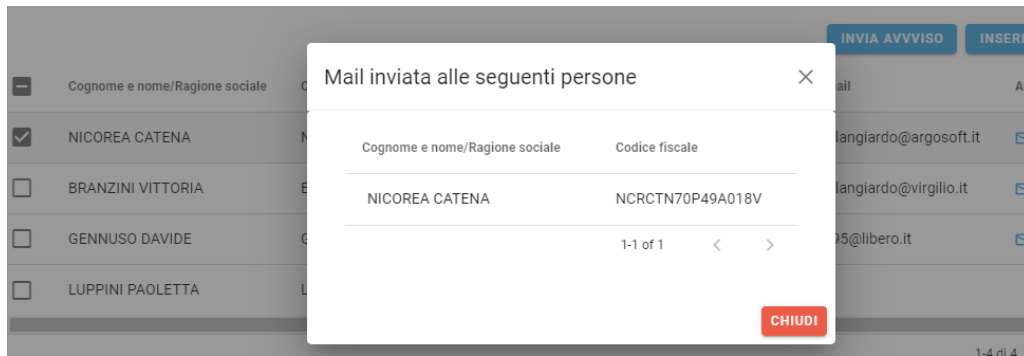 INVIA AVVVISO INSERI
Mail inviata alle seguenti persone
Cognome e nome/Ragione sociale C ail A
Cognome e nome/Ragione sociale Codice fiscale
NICOREA CATENA N langiardo@argosoft.it
NICOREA CATENA NCRCTN70P49A018V
BRANZINI VITTORIA langiardo@virgilio.it
1-1 of 1
GENNUSO DAVIDE 95@libero.it
LUPPINI PAOLETTA L
CHIUDI
1-4 di 4